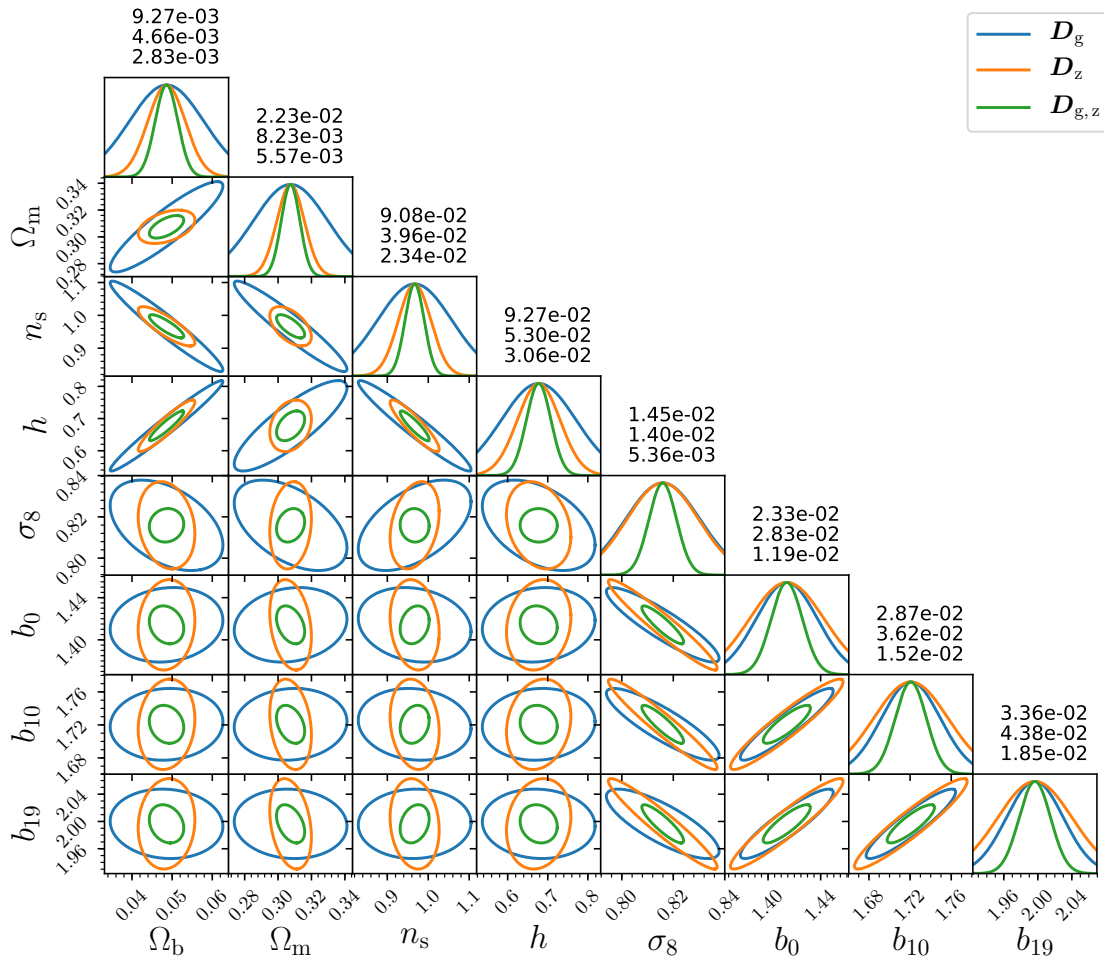 9.27e-03
4.66e-03
2.83e-03
D_g
D_z
D_g,z
2.23e-02
8.23e-03
5.57e-03
0.34
0.32
0.30
0.28
Ω_m
9.08e-02
3.96e-02
2.34e-02
1.1
1.0
0.9
n_s
9.27e-02
5.30e-02
3.06e-02
0.8
0.7
0.6
h
1.45e-02
1.40e-02
5.36e-03
0.84
0.82
0.80
σ_8
2.33e-02
2.83e-02
1.19e-02
1.44
1.40
b_0
2.87e-02
3.62e-02
1.52e-02
1.76
1.72
1.68
b_10
3.36e-02
4.38e-02
1.85e-02
2.04
2.00
1.96
b_19
0.04 0.05 0.06 0.28 0.30 0.32 0.34 0.9 1.0 1.1 0.6 0.7 0.8 0.80 0.82 0.84 1.40 1.44 1.68 1.72 1.76 1.96 2.00 2.04
Ω_b Ω_m n_s h σ_8 b_0 b_10 b_19